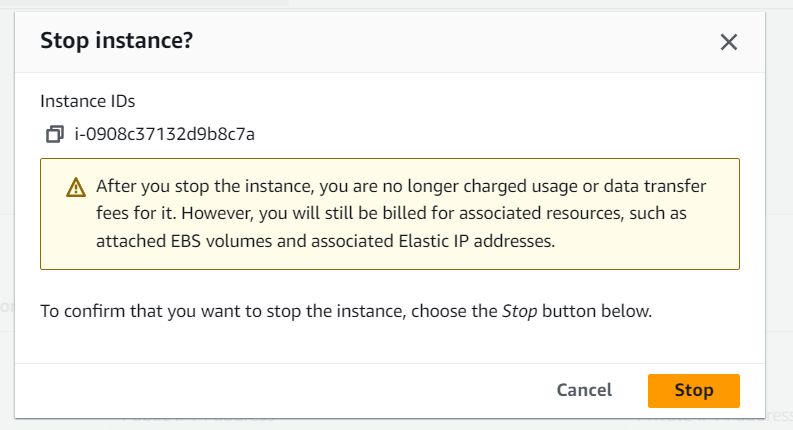 Stop instance?
Instance IDs
i-0908c37132d9b8c7a
After you stop the instance, you are no longer charged usage or data transfer
fees for it. However, you will still be billed for associated resources, such as
attached EBS volumes and associated Elastic IP addresses.
To confirm that you want to stop the instance, choose the Stop button below.
Cancel
Stop